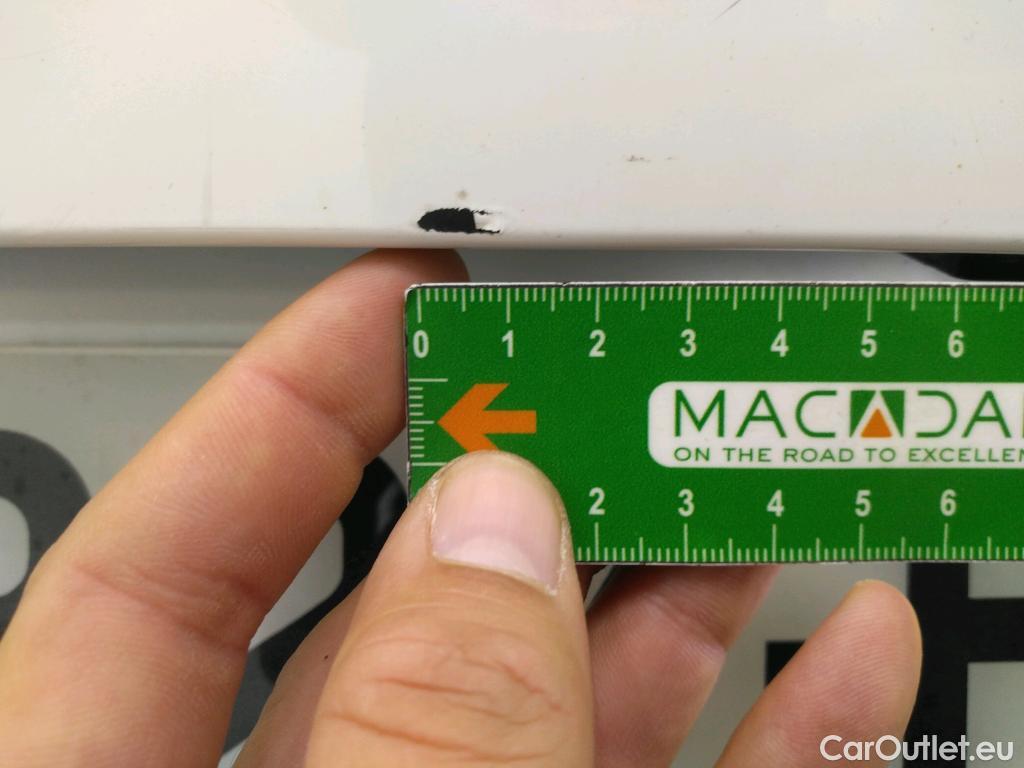 0 1 2 3 4 5 6
MACADA
ON THE ROAD TO EXCELLEN
2 3 4 5 6
CarOutlet.eu